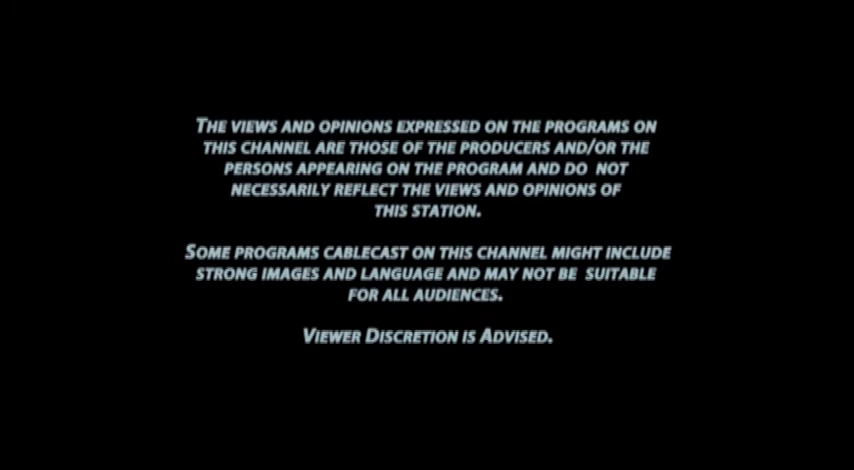 The views and opinions expressed on the programs on
this channel are those of the producers and/or the
persons appearing on the program and do  not
necessarily reflect the views and opinions of
this station.
Some programs cablecast on this channel might include
strong images and language and may not be  suitable
for all audiences.
Viewer Discretion is Advised.